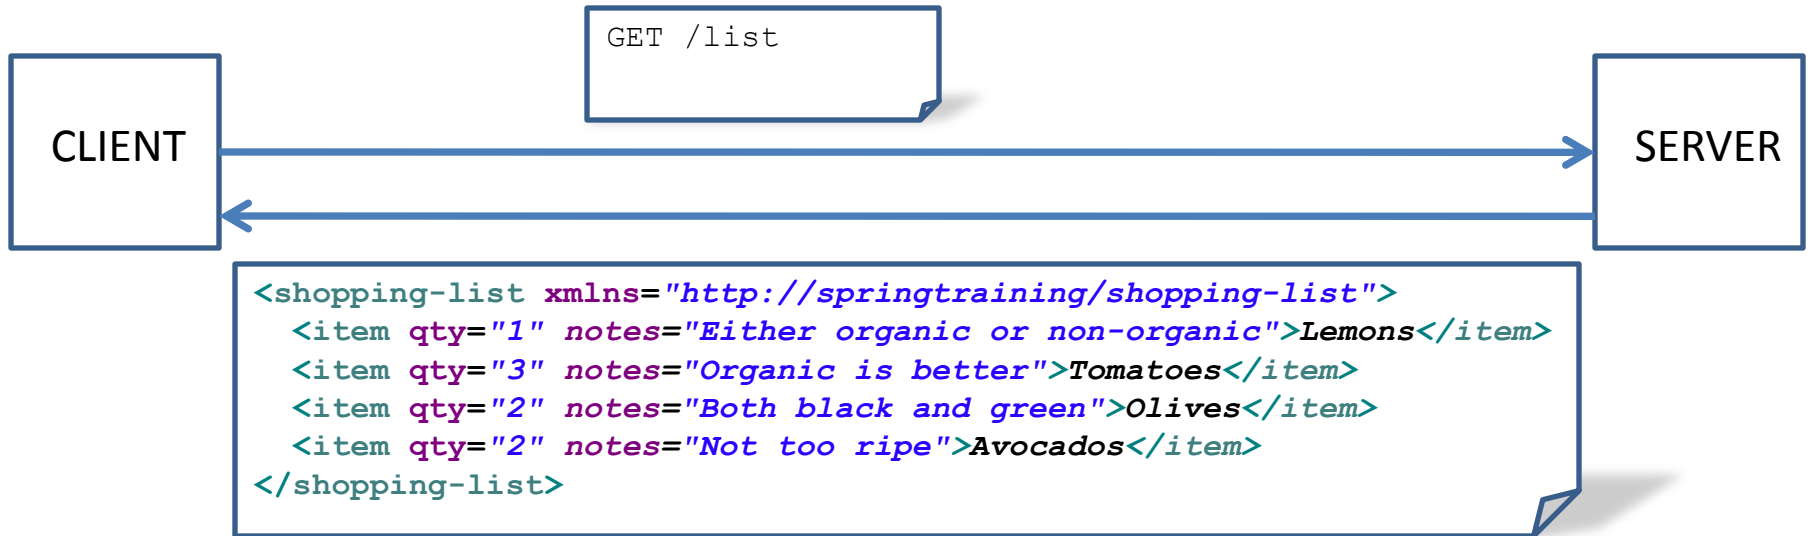 GET /list
CLIENT
SERVER
<shopping-list xmlns="http://springtraining/shopping-list">
<item qty="1" notes="Either organic or non-organic">Lemons</item>
<item qty="3" notes="Organic is better">Tomatoes</item>
<item qty="2" notes="Both black and green">Olives</item>
<item qty="2" notes="Not too ripe">Avocados</item>
</shopping-list>